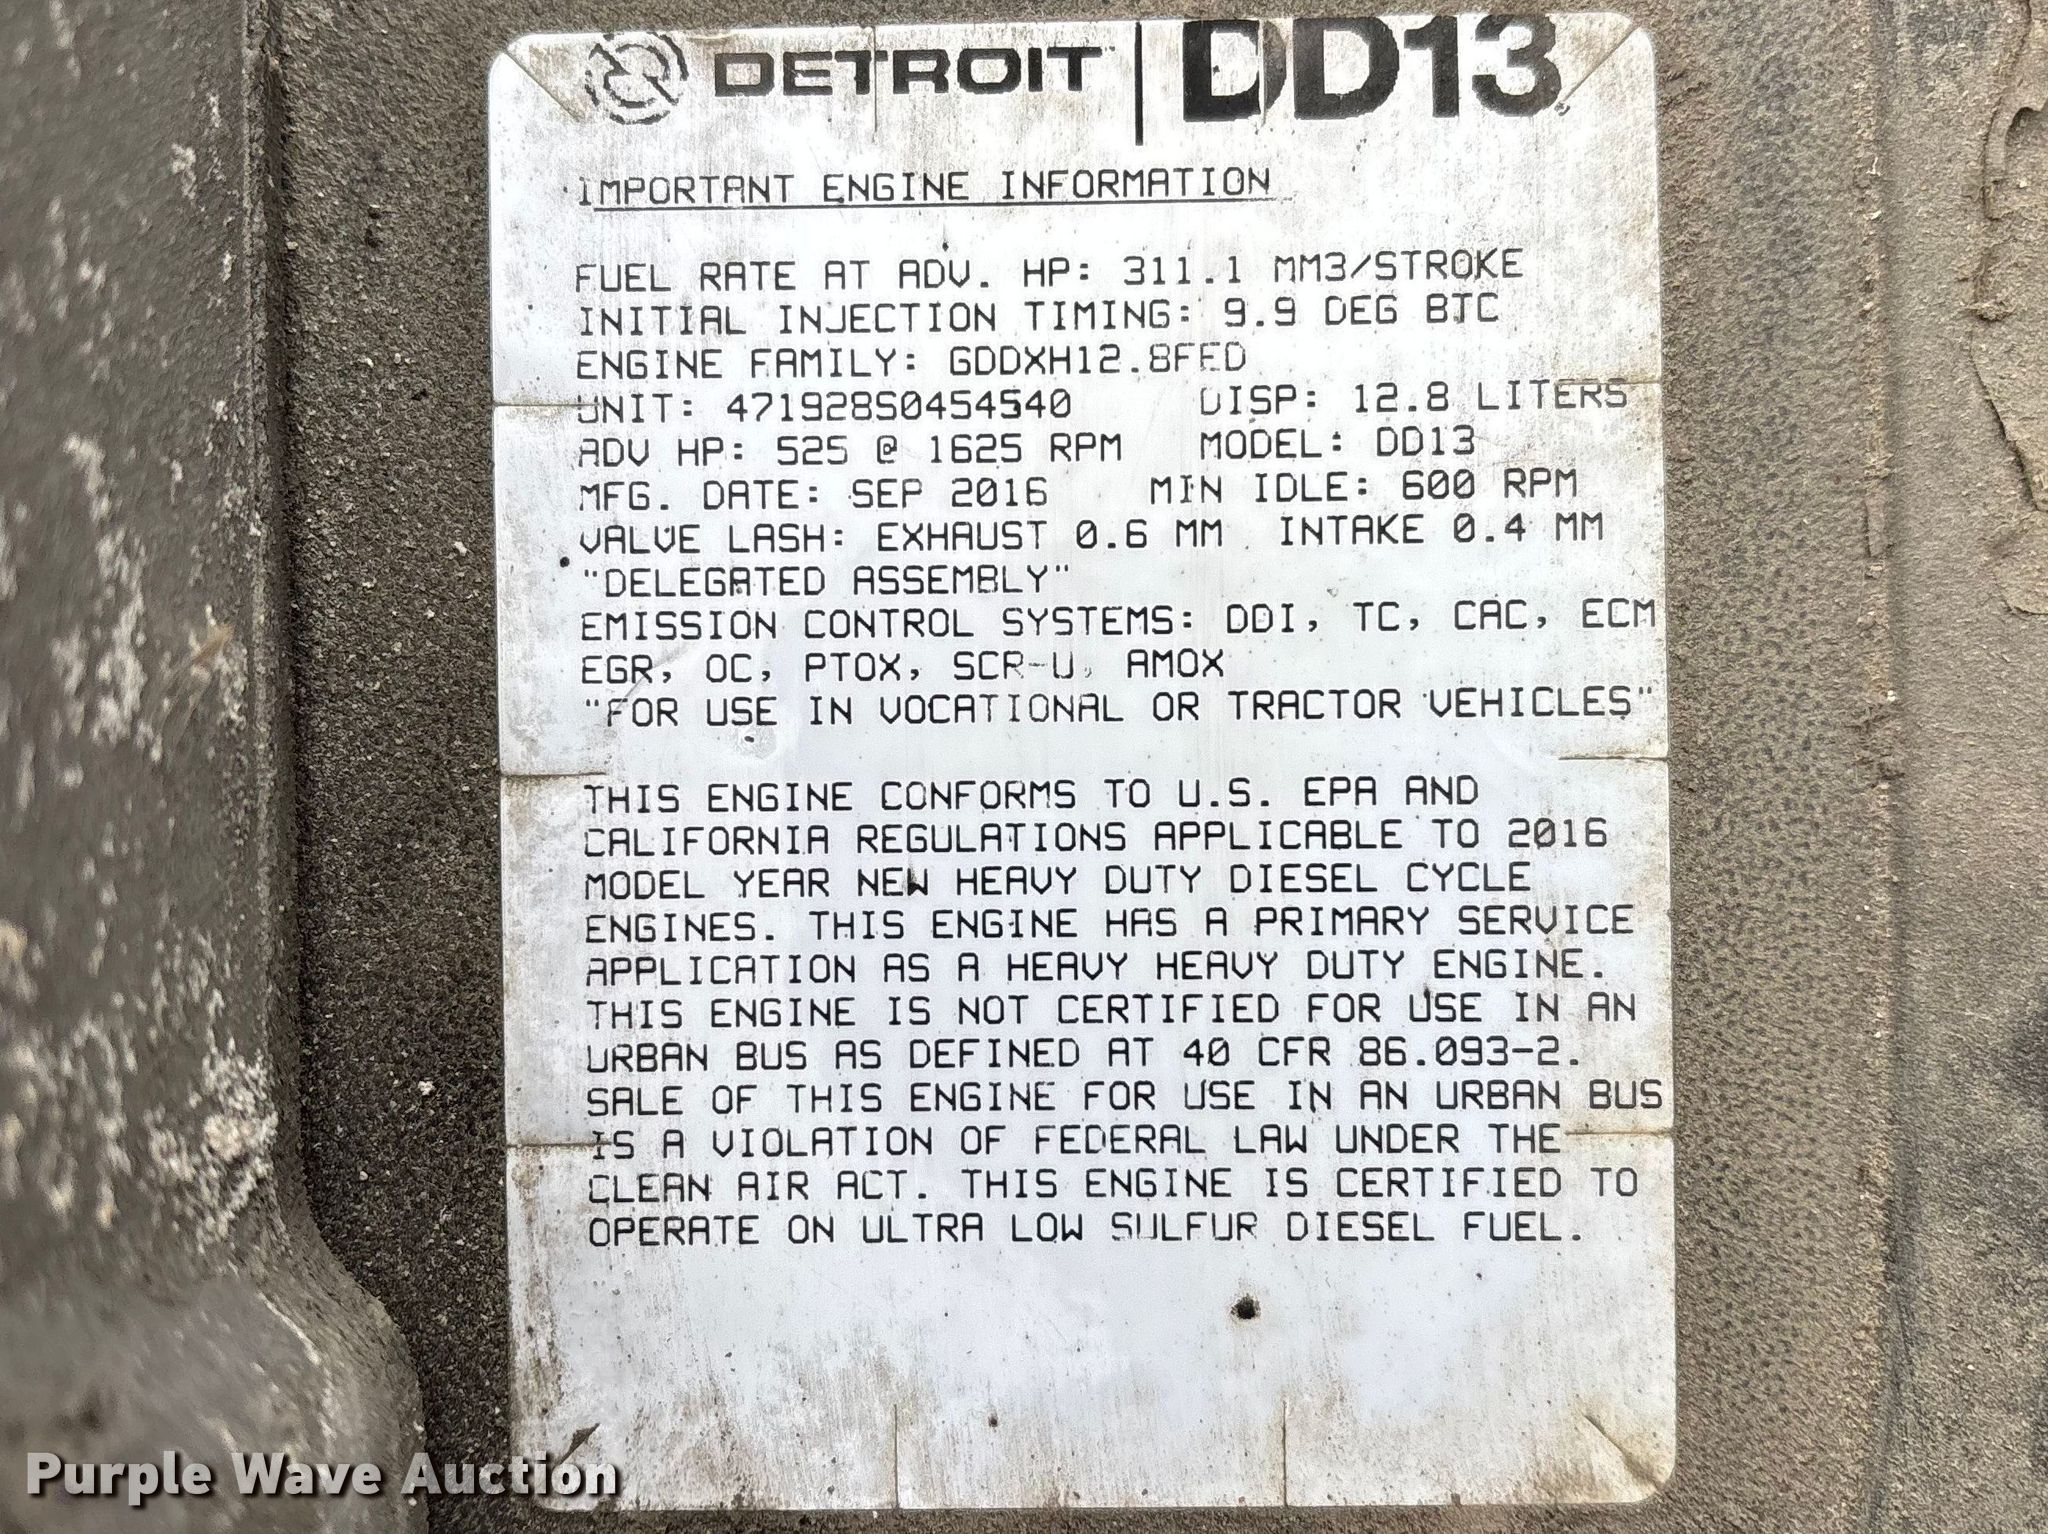 DETROIT | DD13
IMPORTANT ENGINE INFORMATION
FUEL RATE AT ADV. HP: 311.1 MM3/STROKE
INITIAL INJECTION TIMING: 9.9 DEG BTC
ENGINE FAMILY: GDDXH12.8FED
UNIT: 471928S0454540 DISP: 12.8 LITERS
ADV HP: 525 @ 1625 RPM MODEL: DD13
MFG. DATE: SEP 2016 MIN IDLE: 600 RPM
VALVE LASH: EXHAUST 0.6 MM INTAKE 0.4 MM
"DELEGATED ASSEMBLY"
EMISSION CONTROL SYSTEMS: DDI, TC, CAC, ECM
EGR, OC, PTOX, SCR-U, AMOX
"FOR USE IN VOCATIONAL OR TRACTOR VEHICLES"
THIS ENGINE CONFORMS TO U.S. EPA AND
CALIFORNIA REGULATIONS APPLICABLE TO 2016
MODEL YEAR NEW HEAVY DUTY DIESEL CYCLE
ENGINES. THIS ENGINE HAS A PRIMARY SERVICE
APPLICATION AS A HEAVY HEAVY DUTY ENGINE.
THIS ENGINE IS NOT CERTIFIED FOR USE IN AN
URBAN BUS AS DEFINED AT 40 CFR 86.093-2.
SALE OF THIS ENGINE FOR USE IN AN URBAN BUS
IS A VIOLATION OF FEDERAL LAW UNDER THE
CLEAN AIR ACT. THIS ENGINE IS CERTIFIED TO
OPERATE ON ULTRA LOW SULFUR DIESEL FUEL.
Purple Wave Auction